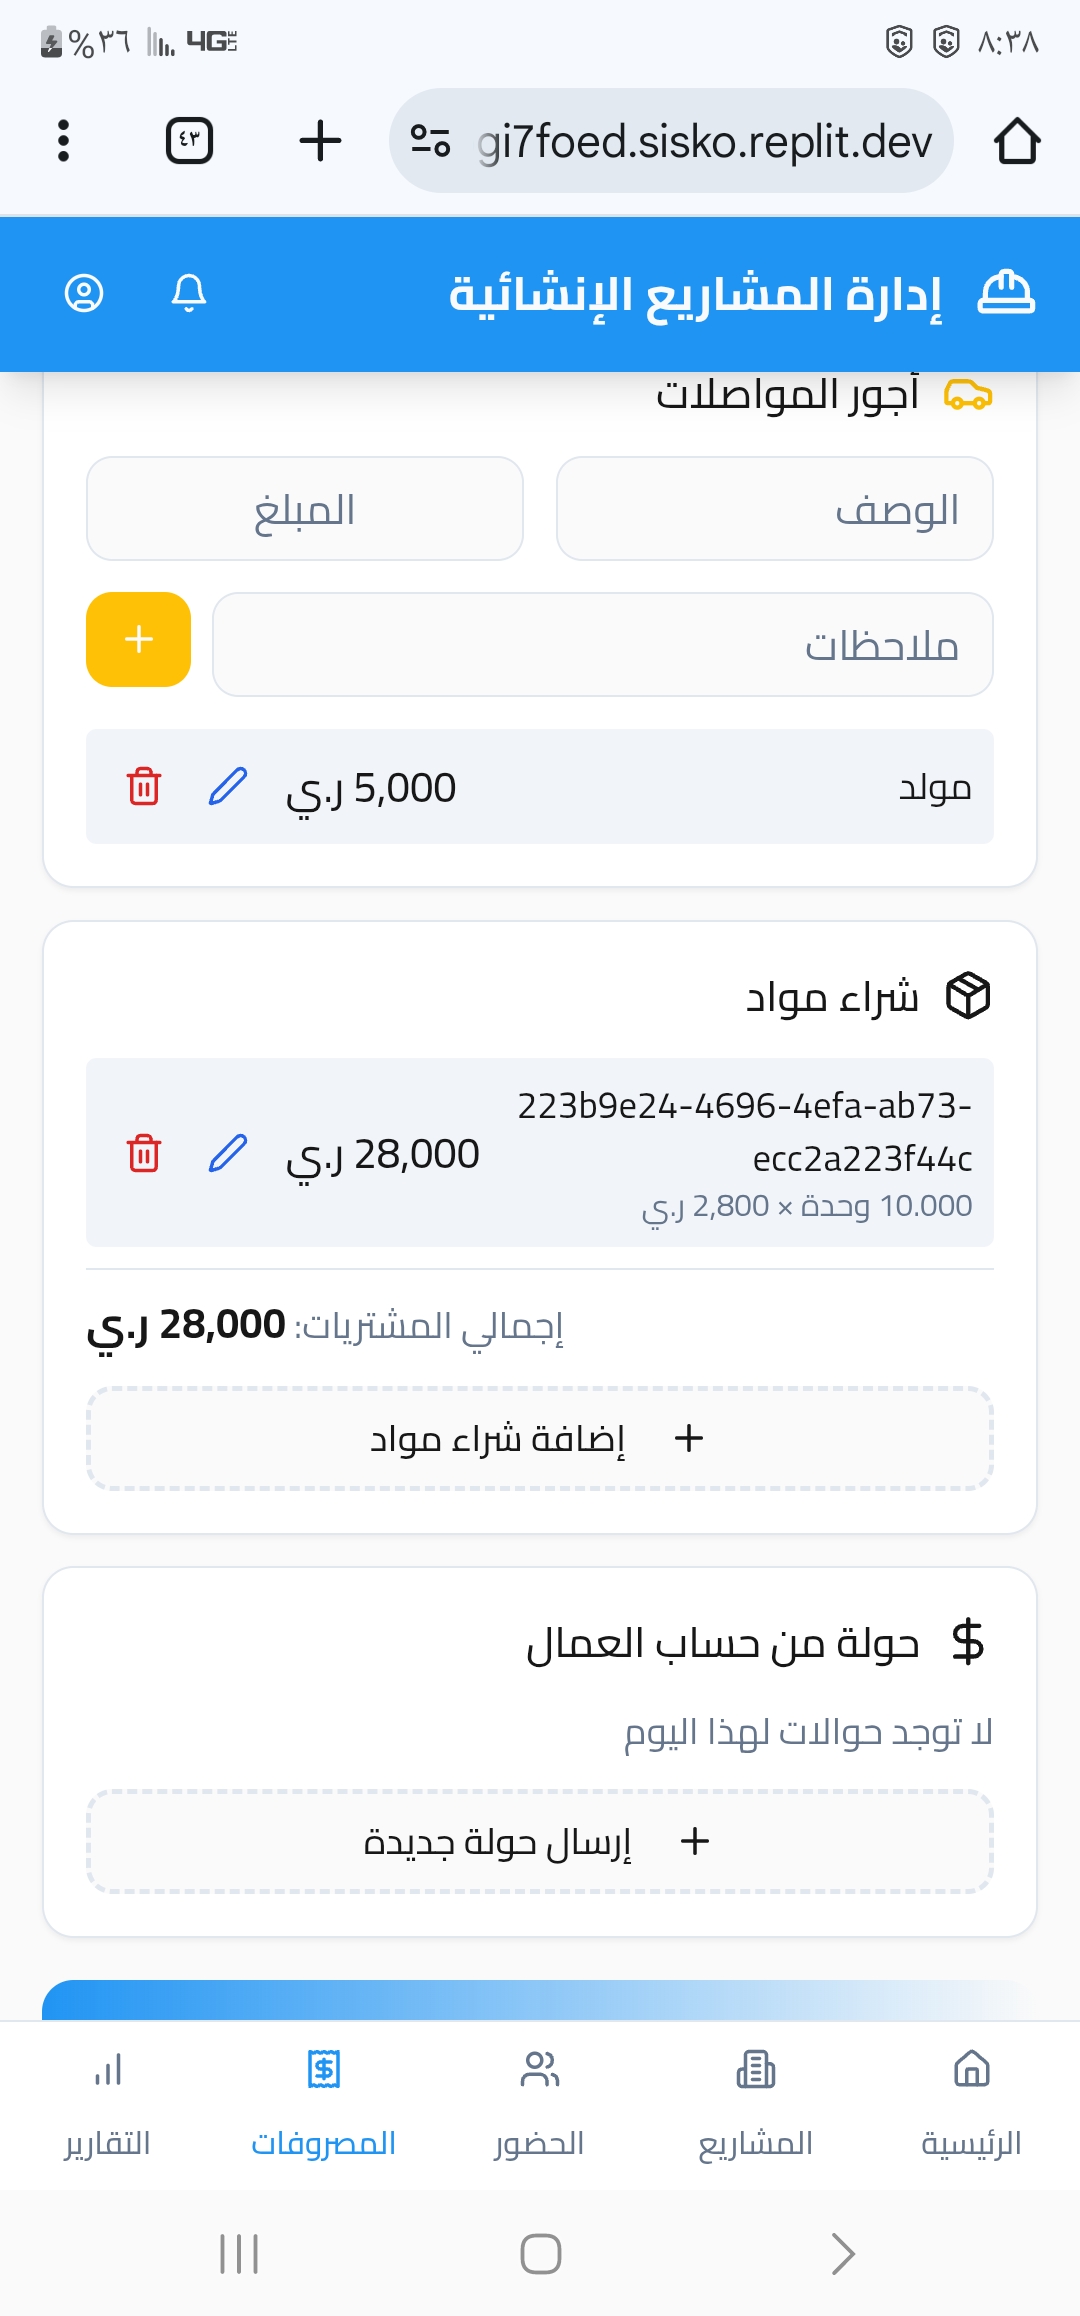 ٨:٣٨
4G LTE
٣٦%
gi7foed.sisko.replit.dev
٤٣
إدارة المشاريع الإنشائية
أجور المواصلات
الوصف
المبلغ
ملاحظات
مولد
5,000 ر.ي
شراء مواد
223b9e24-4696-4efa-ab73-
ecc2a223f44c
28,000 ر.ي
10.000 وحدة × 2,800 ر.ي
إجمالي المشتريات: 28,000 ر.ي
إضافة شراء مواد
حولة من حساب العمال
لا توجد حوالات لهذا اليوم
إرسال حولة جديدة
الرئيسية
المشاريع
الحضور
المصروفات
التقارير